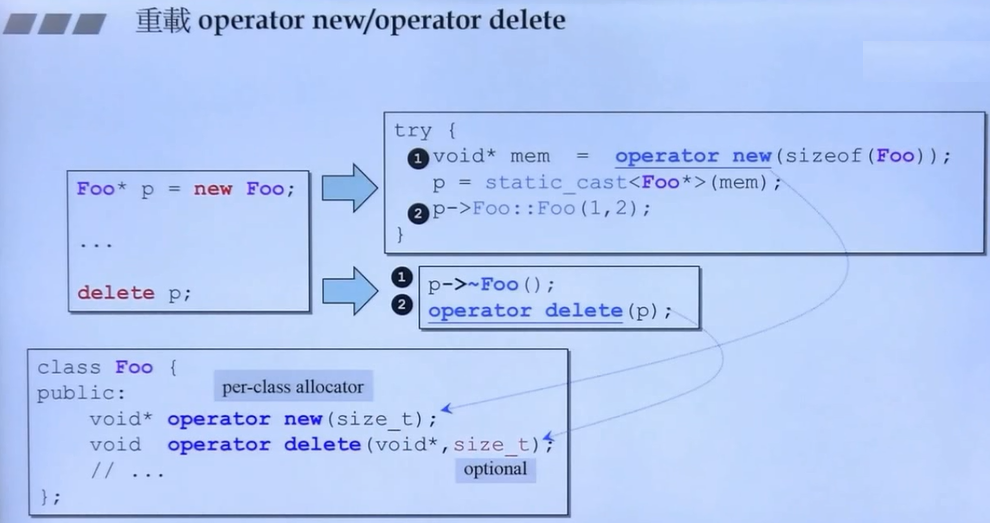 重載 operator new/operator delete
Foo* p = new Foo;
...
delete p;
try {
❶void* mem = operator new(sizeof(Foo));
p = static_cast<Foo*>(mem);
❷p->Foo::Foo(1,2);
}
❶ p->~Foo();
❷ operator delete(p);
class Foo {
public:
per-class allocator
void* operator new(size_t);
void operator delete(void*,size_t);
// ...
optional
};